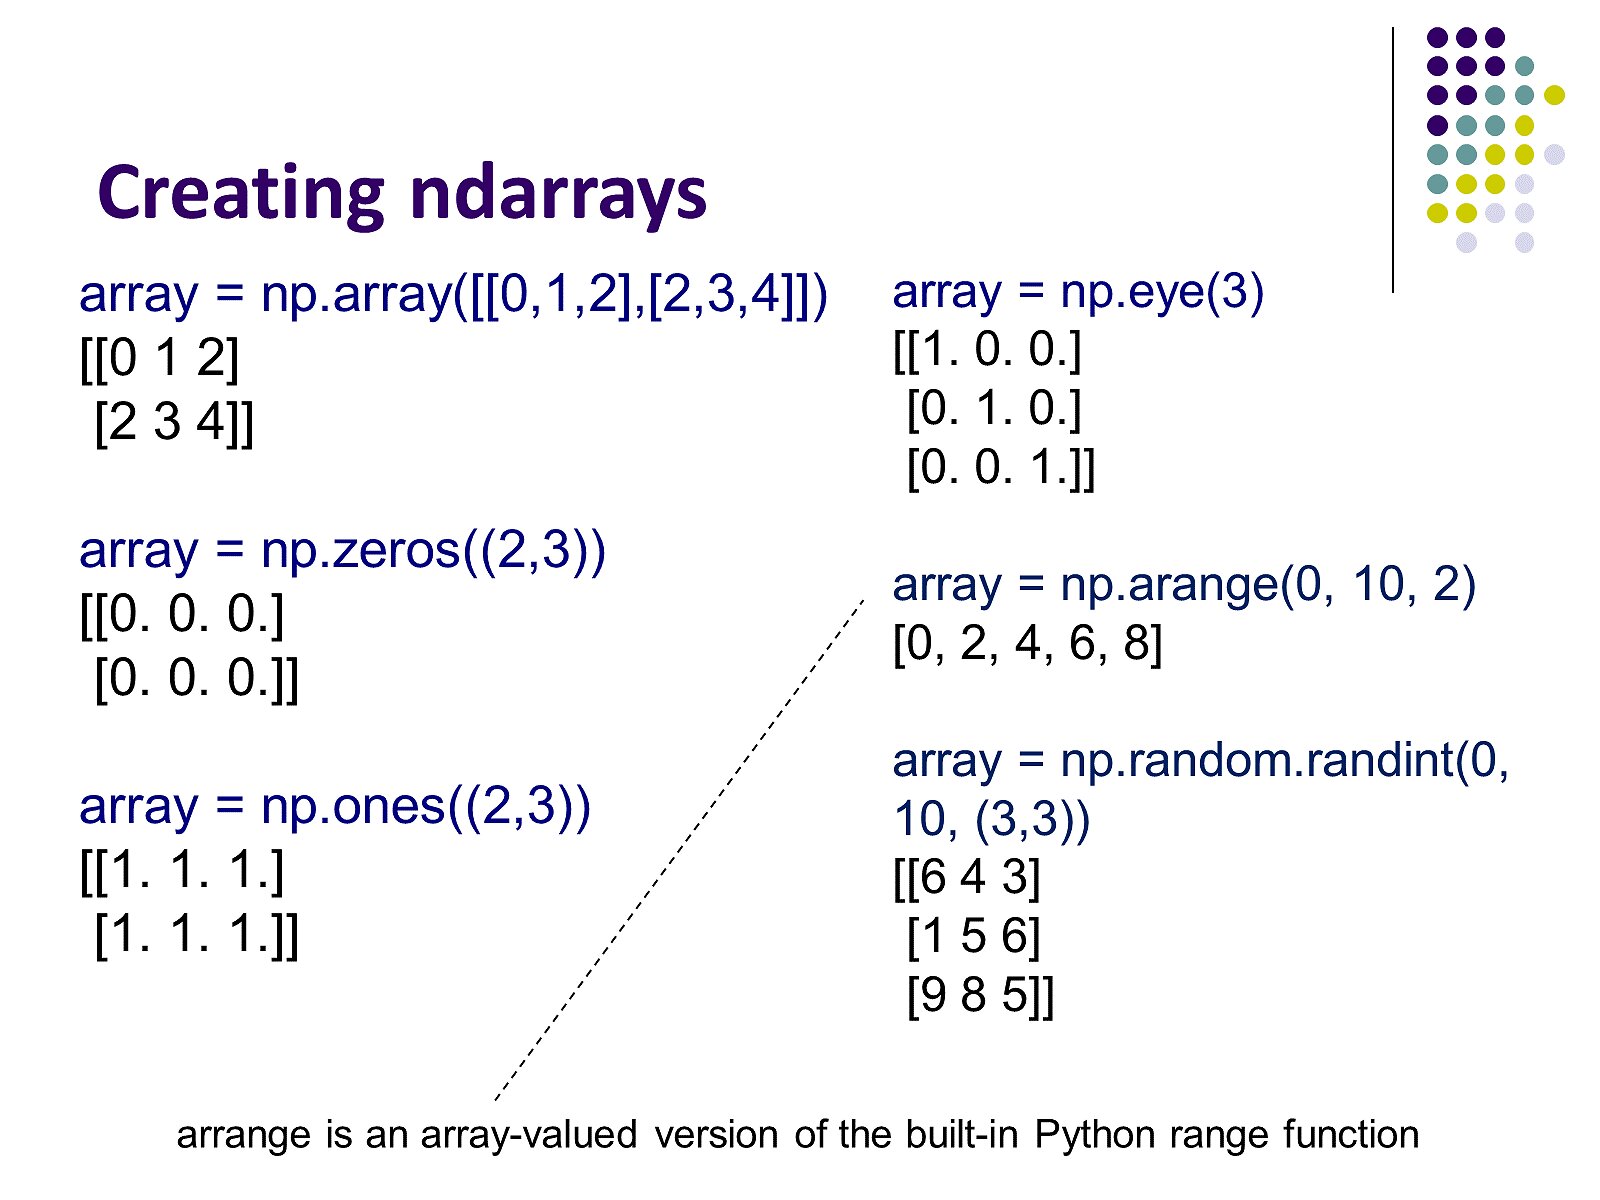 Creating ndarrays
array = np.array([[0,1,2],[2,3,4]])
[[0 1 2]
 [2 3 4]]
array = np.zeros((2,3))
[[0. 0. 0.]
 [0. 0. 0.]]
array = np.ones((2,3))
[[1. 1. 1.]
 [1. 1. 1.]]
array = np.eye(3)
[[1. 0. 0.]
 [0. 1. 0.]
 [0. 0. 1.]]
array = np.arange(0, 10, 2)
[0, 2, 4, 6, 8]
array = np.random.randint(0,
10, (3,3))
[[6 4 3]
 [1 5 6]
 [9 8 5]]
arrange is an array-valued version of the built-in Python range function